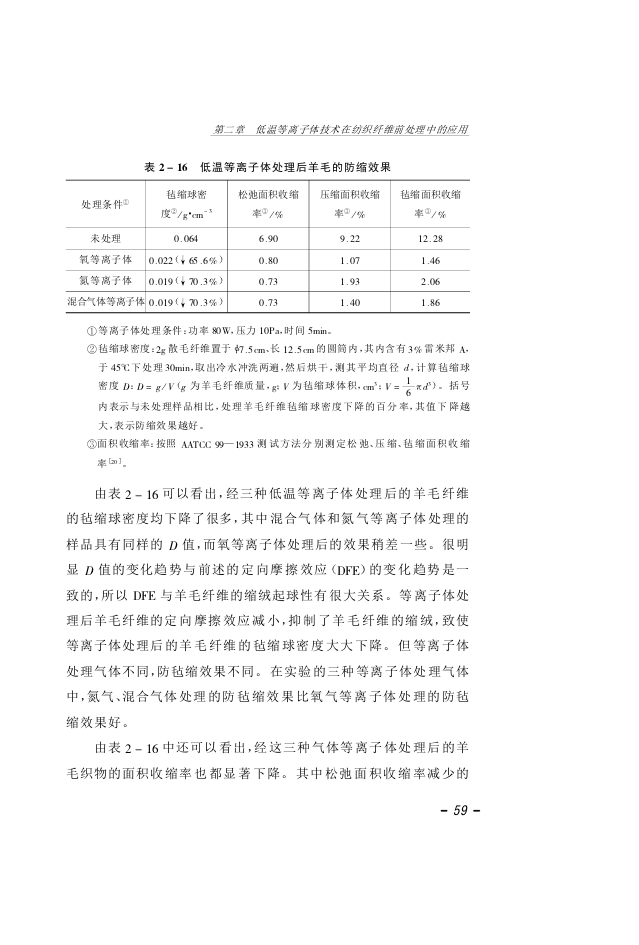 第二章　低温等离子体技术在纺织纤维前处理中的应用
表 2－16　低温等离子体处理后羊毛的防缩效果
处理条件① 毡缩球密度②/g•cm⁻³ 松弛面积收缩率③/% 压缩面积收缩率③/% 毡缩面积收缩率③/%
未处理 0.064 6.90 9.22 12.28
氧等离子体 0.022(↓65.6%) 0.80 1.07 1.46
氮等离子体 0.019(↓70.3%) 0.73 1.93 2.06
混合气体等离子体 0.019(↓70.3%) 0.73 1.40 1.86
①等离子体处理条件:功率 80W,压力 10Pa,时间 5min。
②毡缩球密度:2g 散毛纤维置于 φ7.5cm、长 12.5cm 的圆筒内,其内含有 3%雷米邦 A,
于 45℃下处理 30min,取出冷水冲洗两遍,然后烘干,测其平均直径 d,计算毡缩球
密度 D:D=g/V(g 为羊毛纤维质量,g;V 为毡缩球体积,cm³;V=1/6πd³)。括号
内表示与未处理样品相比,处理羊毛纤维毡缩球密度下降的百分率,其值下降越
大,表示防缩效果越好。
③面积收缩率:按照 AATCC 99—1933 测试方法分别测定松弛、压缩、毡缩面积收缩
率[20]。
由表 2－16 可以看出,经三种低温等离子体处理后的羊毛纤维
的毡缩球密度均下降了很多,其中混合气体和氮气等离子体处理的
样品具有同样的 D 值,而氧等离子体处理后的效果稍差一些。很明
显 D 值的变化趋势与前述的定向摩擦效应(DFE)的变化趋势是一
致的,所以 DFE 与羊毛纤维的缩绒起球性有很大关系。等离子体处
理后羊毛纤维的定向摩擦效应减小,抑制了羊毛纤维的缩绒,致使
等离子体处理后的羊毛纤维的毡缩球密度大大下降。但等离子体
处理气体不同,防毡缩效果不同。在实验的三种等离子体处理气体
中,氮气、混合气体处理的防毡缩效果比氧气等离子体处理的防毡
缩效果好。
由表 2－16 中还可以看出,经这三种气体等离子体处理后的羊
毛织物的面积收缩率也都显著下降。其中松弛面积收缩率减少的
－59－